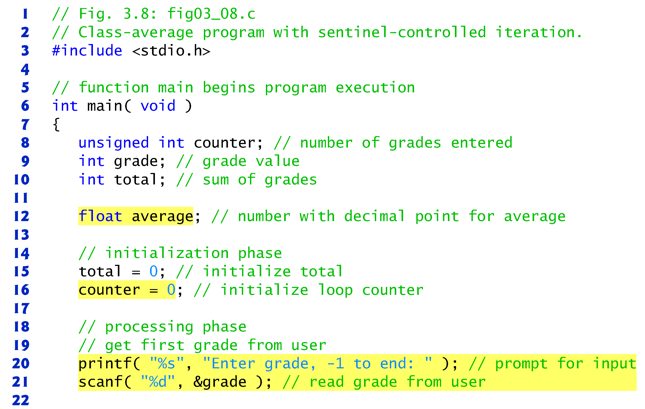 1 // Fig. 3.8: fig03_08.c
2 // Class-average program with sentinel-controlled iteration.
3 #include <stdio.h>
4
5 // function main begins program execution
6 int main( void )
7 {
8 unsigned int counter; // number of grades entered
9 int grade; // grade value
10 int total; // sum of grades
11
12 float average; // number with decimal point for average
13
14 // initialization phase
15 total = 0; // initialize total
16 counter = 0; // initialize loop counter
17
18 // processing phase
19 // get first grade from user
20 printf( "%s", "Enter grade, -1 to end: " ); // prompt for input
21 scanf( "%d", &grade ); // read grade from user
22